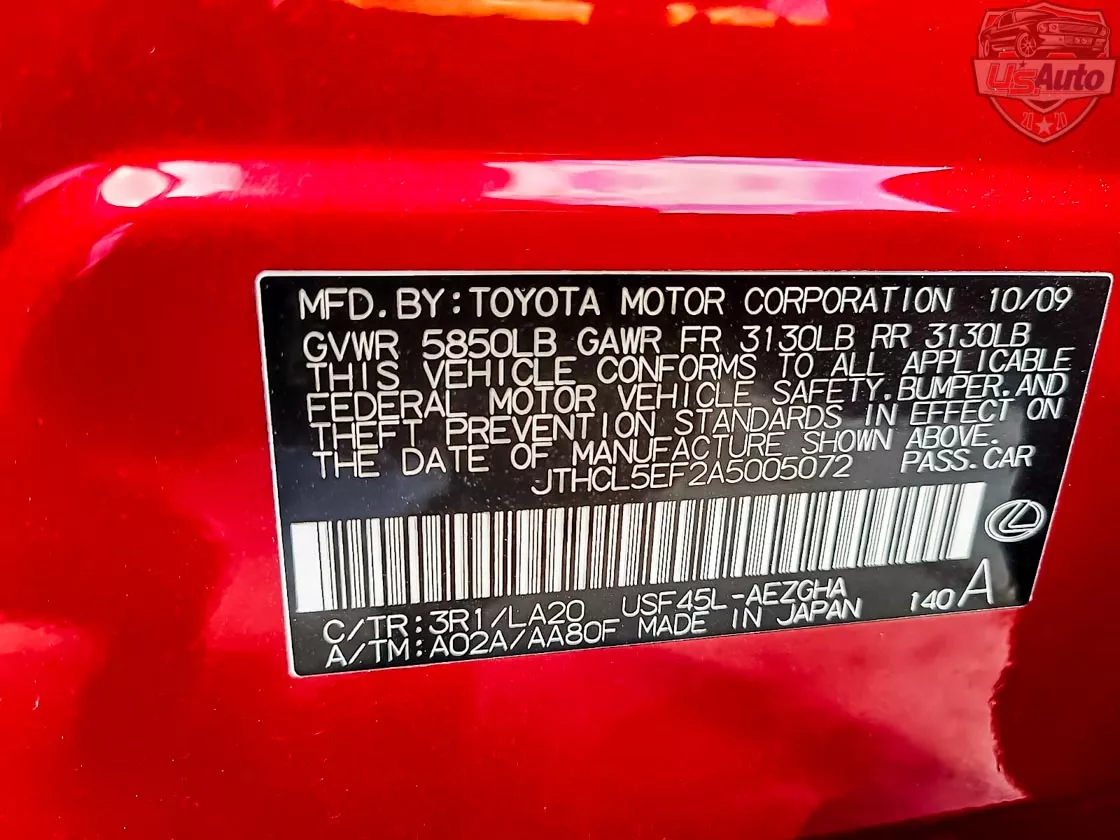 U.S. Auto
21 20
MFD. BY: TOYOTA MOTOR CORPORATION 10/09
GVWR 5850LB GAWR FR 3130LB RR 3130LB
THIS VEHICLE CONFORMS TO ALL APPLICABLE
FEDERAL MOTOR VEHICLE SAFETY, BUMPER, AND
THEFT PREVENTION STANDARDS IN EFFECT ON
THE DATE OF MANUFACTURE SHOWN ABOVE.
JTHCL5EF2A5005072 PASS. CAR
C/TR: 3R1/LA20 USF45L-AEZGHA 140 A
A/TM: A02A/AA80F MADE IN JAPAN